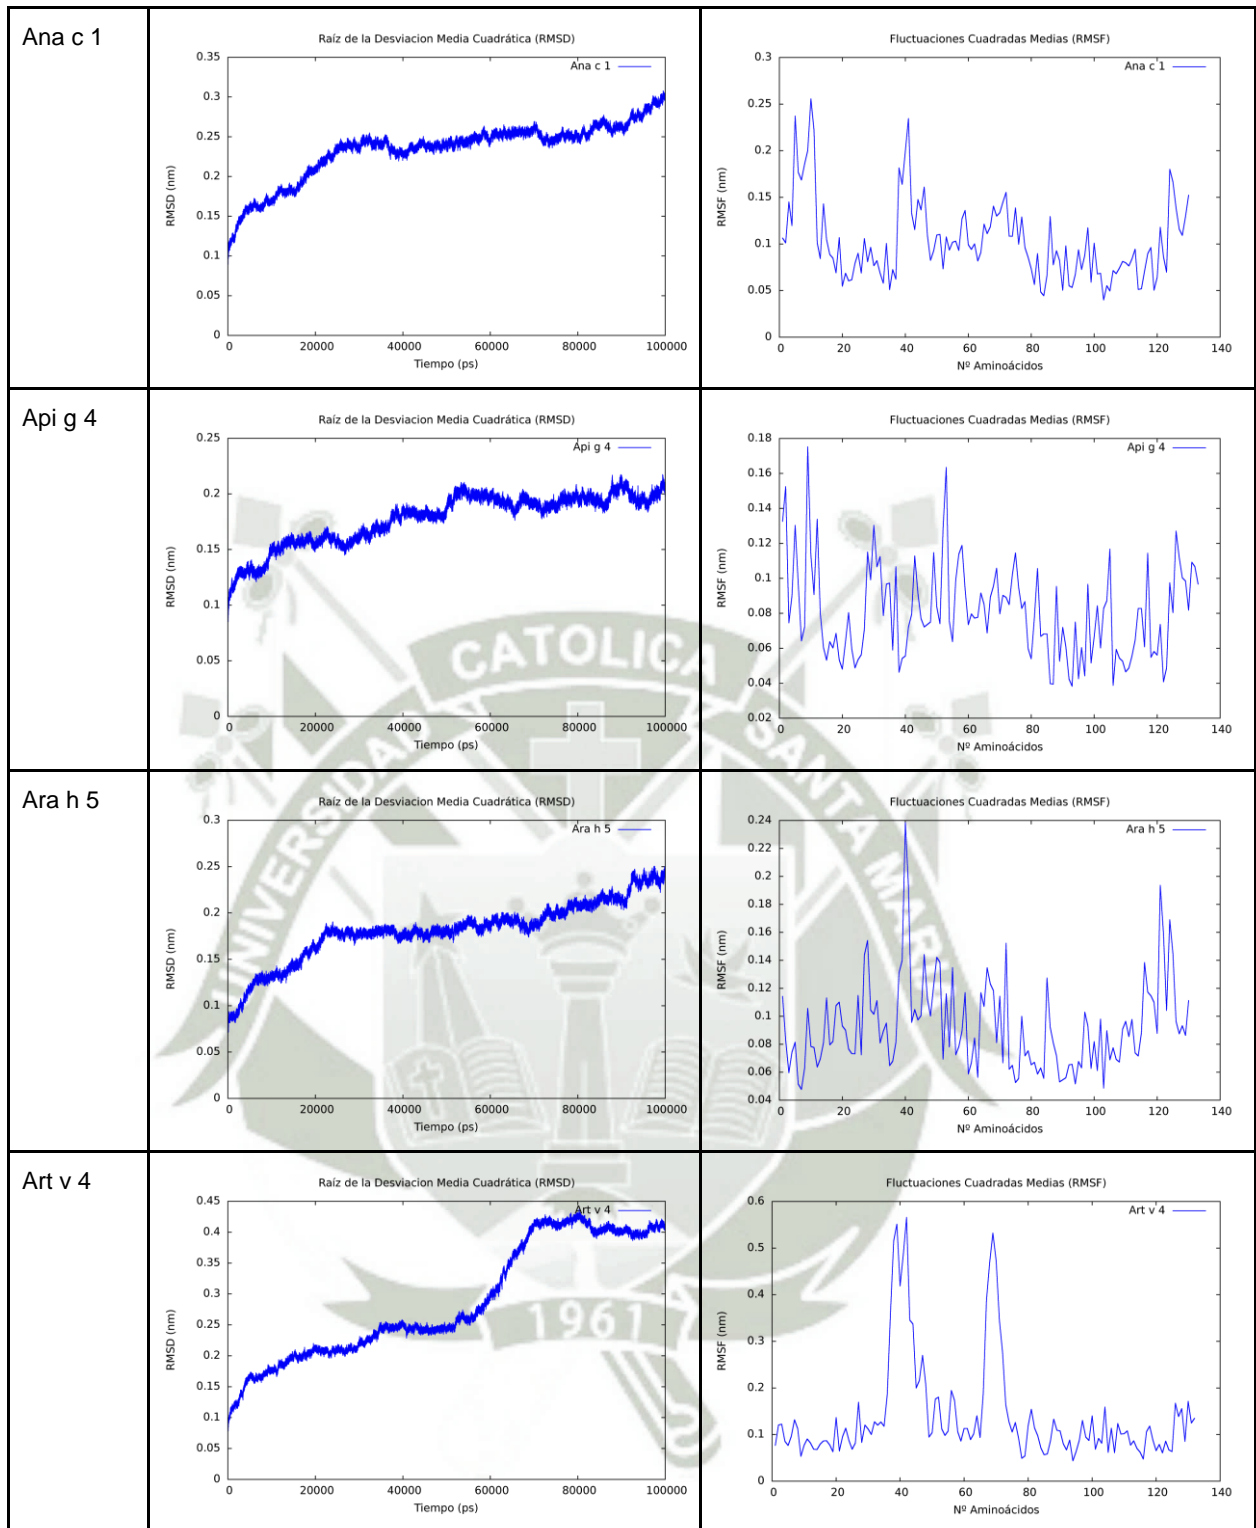 Ana c 1
Raíz de la Desviacion Media Cuadrática (RMSD)
Ana c 1
RMSD (nm)
0.35
0.3
0.25
0.2
0.15
0.1
0.05
0
0 20000 40000 60000 80000 100000
Tiempo (ps)
Fluctuaciones Cuadradas Medias (RMSF)
Ana c 1
RMSF (nm)
0.3
0.25
0.2
0.15
0.1
0.05
0
0 20 40 60 80 100 120 140
Nº Aminoácidos
Api g 4
Raíz de la Desviacion Media Cuadrática (RMSD)
Api g 4
RMSD (nm)
0.25
0.2
0.15
0.1
0.05
0
0 20000 40000 60000 80000 100000
Tiempo (ps)
Fluctuaciones Cuadradas Medias (RMSF)
Api g 4
RMSF (nm)
0.18
0.16
0.14
0.12
0.1
0.08
0.06
0.04
0.02
0 20 40 60 80 100 120 140
Nº Aminoácidos
Ara h 5
Raíz de la Desviacion Media Cuadrática (RMSD)
Ara h 5
RMSD (nm)
0.3
0.25
0.2
0.15
0.1
0.05
0
0 20000 40000 60000 80000 100000
Tiempo (ps)
Fluctuaciones Cuadradas Medias (RMSF)
Ara h 5
RMSF (nm)
0.24
0.22
0.2
0.18
0.16
0.14
0.12
0.1
0.08
0.06
0.04
0 20 40 60 80 100 120 140
Nº Aminoácidos
Art v 4
Raíz de la Desviacion Media Cuadrática (RMSD)
Art v 4
RMSD (nm)
0.45
0.4
0.35
0.3
0.25
0.2
0.15
0.1
0.05
0
0 20000 40000 60000 80000 100000
Tiempo (ps)
Fluctuaciones Cuadradas Medias (RMSF)
Art v 4
RMSF (nm)
0.6
0.5
0.4
0.3
0.2
0.1
0
0 20 40 60 80 100 120 140
Nº Aminoácidos
UNIVERSIDAD CATOLICA SANTA MARIA
1961